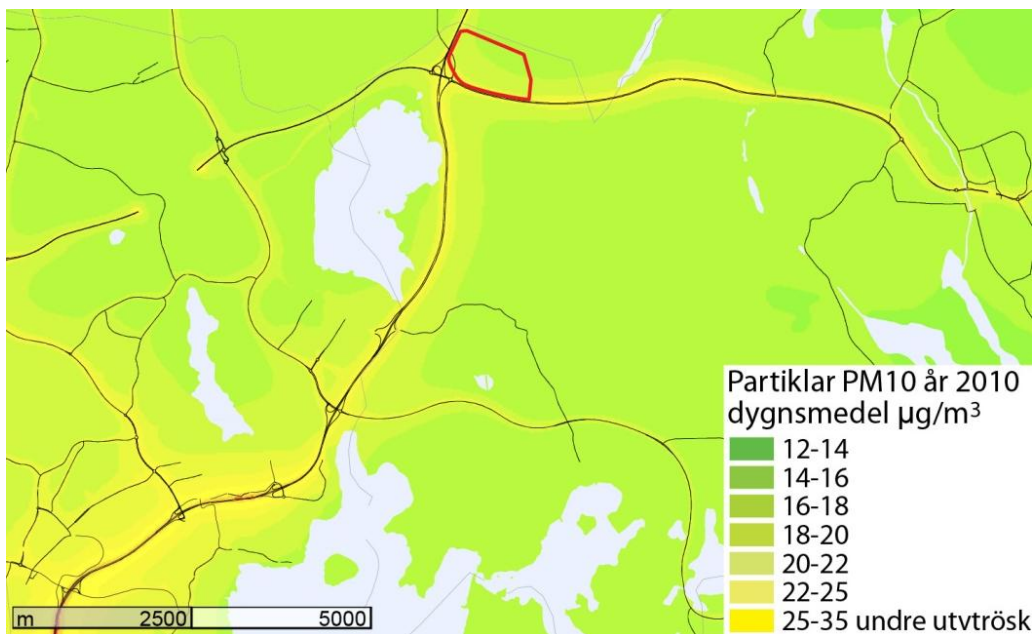 Partiklar PM10 år 2010
dygnsmedel µg/m³
12-14
14-16
16-18
18-20
20-22
22-25
25-35 undre utvtrösk
m 2500 5000